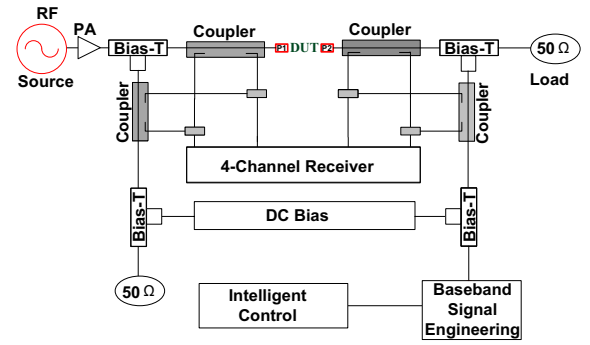 RF
Source
PA
Bias-T
Coupler
P1 DUT P2
Coupler
Bias-T
50 Ω
Load
Coupler
Coupler
4-Channel Receiver
Bias-T
DC Bias
Bias-T
50 Ω
Intelligent
Control
Baseband
Signal
Engineering